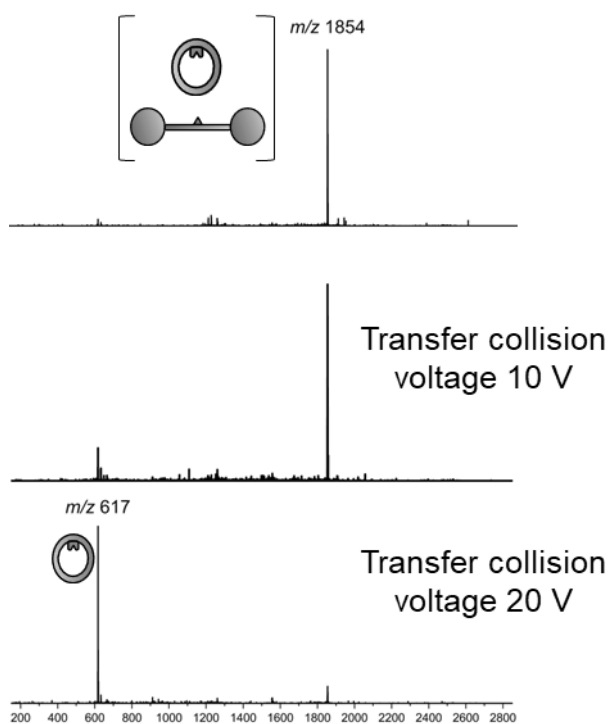 m/z 1854
Transfer collision
voltage 10 V
m/z 617
Transfer collision
voltage 20 V
200 400 600 800 1000 1200 1400 1600 1800 2000 2200 2400 2600 2800